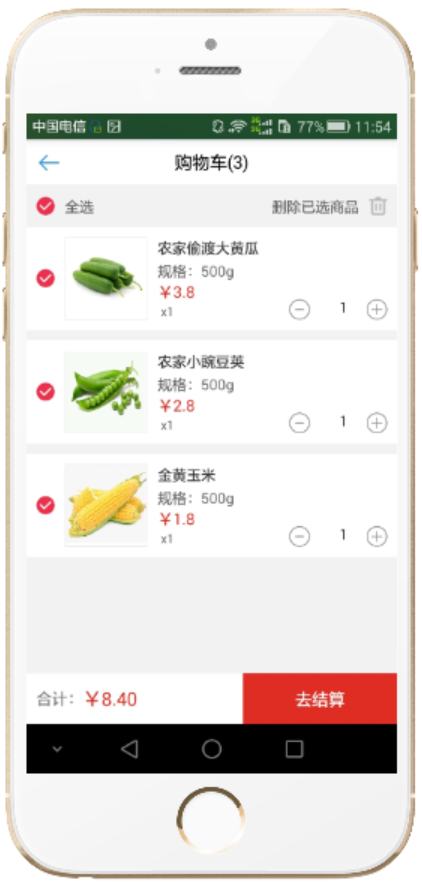 中国电信 77% 11:54
购物车(3)
全选 删除已选商品
农家偷渡大黄瓜
规格：500g
￥3.8
x1 1
农家小豌豆荚
规格：500g
￥2.8
x1 1
金黄玉米
规格：500g
￥1.8
x1 1
合计：￥8.40 去结算